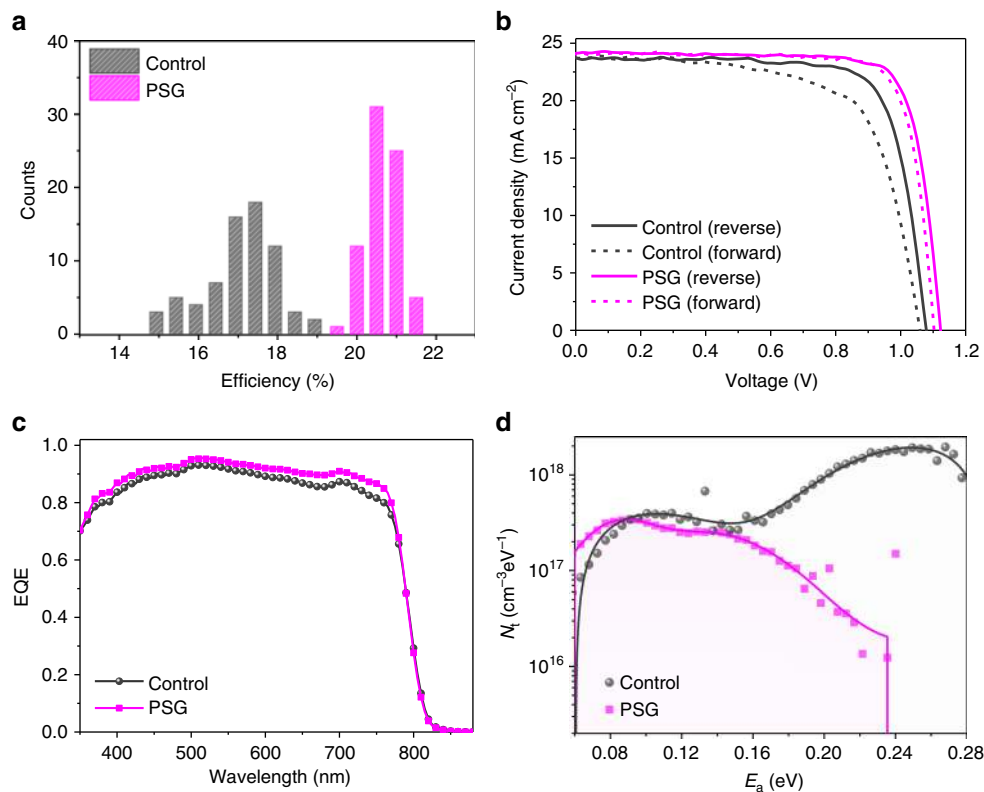 a
40
30
20
10
0
Counts
Control
PSG
14 16 18 20 22
Efficiency (%)
b
25
20
15
10
5
0
Current density (mA cm⁻²)
Control (reverse)
Control (forward)
PSG (reverse)
PSG (forward)
0.0 0.2 0.4 0.6 0.8 1.0 1.2
Voltage (V)
c
1.0
0.8
0.6
0.4
0.2
0.0
EQE
Control
PSG
400 500 600 700 800
Wavelength (nm)
d
10¹⁸
10¹⁷
10¹⁶
Nₜ (cm⁻³eV⁻¹)
Control
PSG
0.08 0.12 0.16 0.20 0.24 0.28
Eₐ (eV)